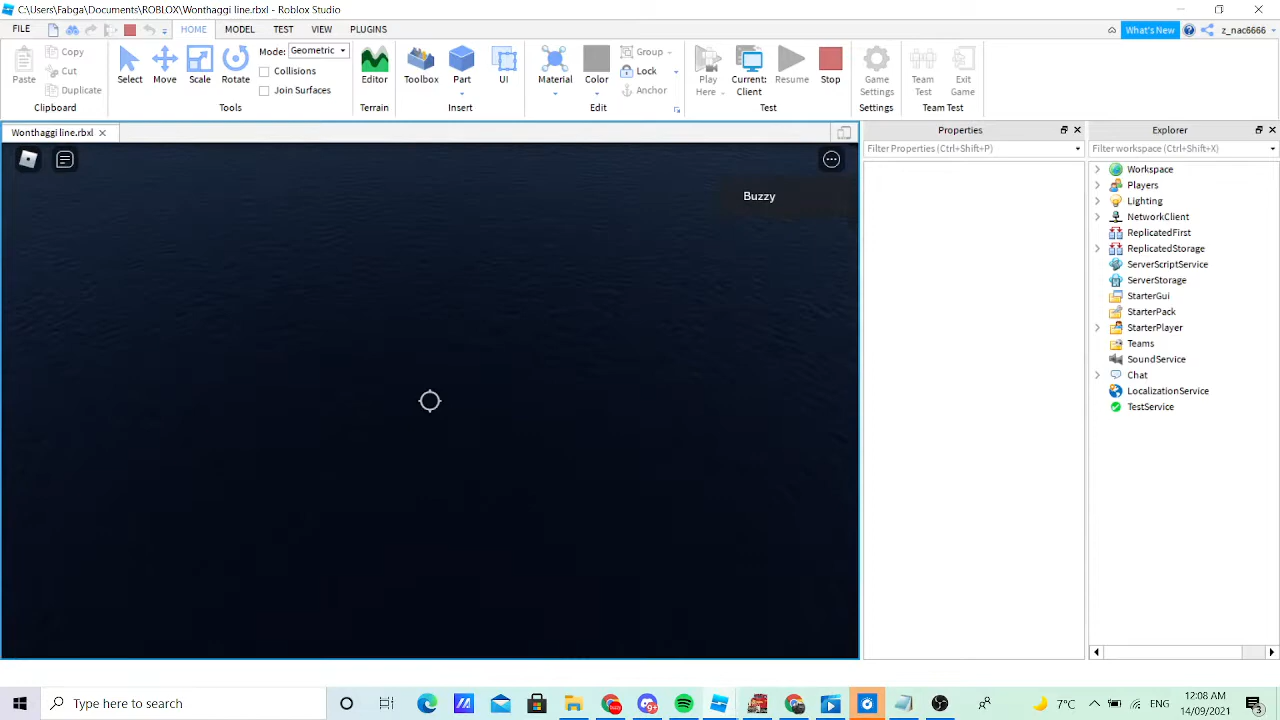 C:\Users\Fabga\Documents\ROBLOX\Wonthaggi line.rbxl - Roblox Studio
FILE HOME MODEL TEST VIEW PLUGINS What's New z_nac6666
Paste Copy Cut Duplicate Clipboard
Select Move Scale Rotate Mode: Geometric Collisions Join Surfaces Tools
Editor Terrain
Toolbox Part UI Insert
Material Color Group Lock Anchor Edit
Play Here Current: Client Resume Stop Test
Game Settings Settings
Team Test Exit Game Team Test
Wonthaggi line.rbxl
Buzzy
Properties
Filter Properties (Ctrl+Shift+P)
Explorer
Filter workspace (Ctrl+Shift+X)
Workspace
Players
Lighting
NetworkClient
ReplicatedFirst
ReplicatedStorage
ServerScriptService
ServerStorage
StarterGui
StarterPack
StarterPlayer
Teams
SoundService
Chat
LocalizationService
TestService
Type here to search
7°C ENG 12:08 AM
14/09/2021
3